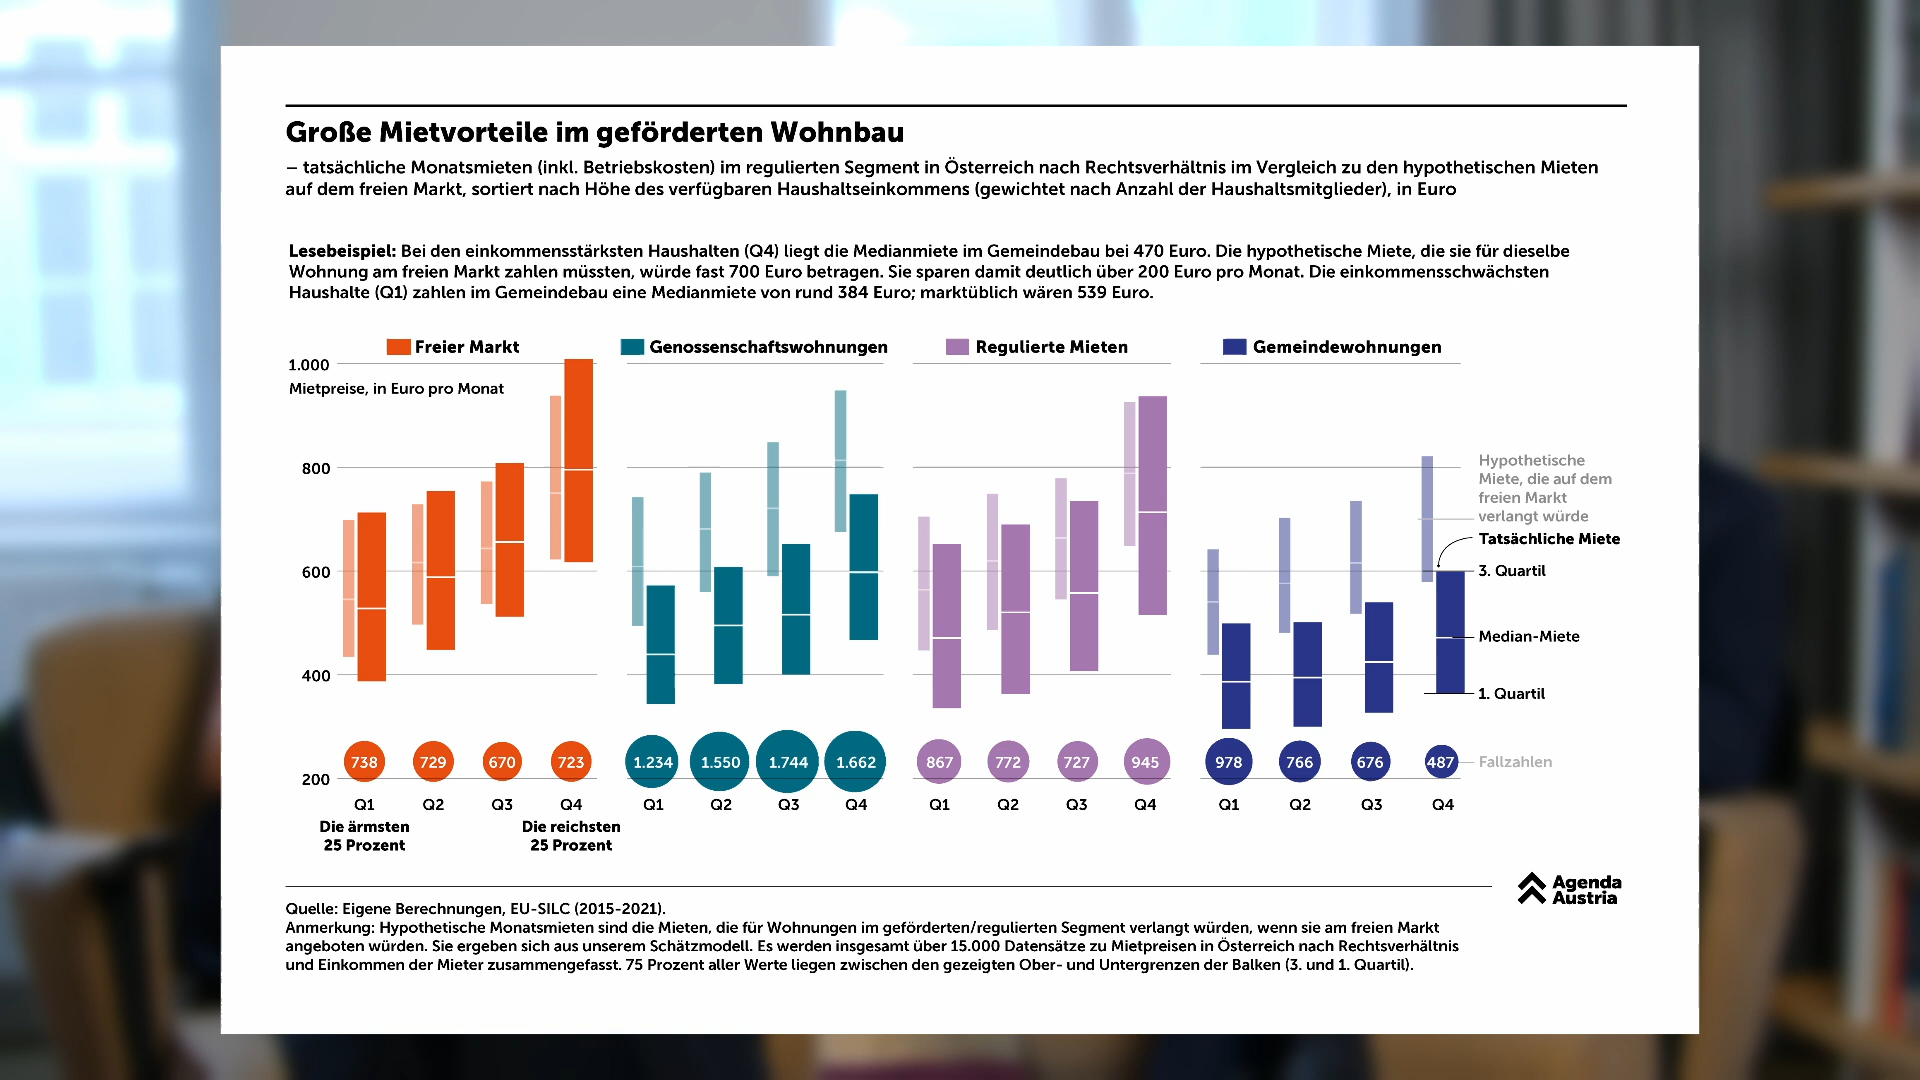 Große Mietvorteile im geförderten Wohnbau
– tatsächliche Monatsmieten (inkl. Betriebskosten) im regulierten Segment in Österreich nach Rechtsverhältnis im Vergleich zu den hypothetischen Mieten
auf dem freien Markt, sortiert nach Höhe des verfügbaren Haushaltseinkommens (gewichtet nach Anzahl der Haushaltsmitglieder), in Euro
Lesebeispiel: Bei den einkommensstärksten Haushalten (Q4) liegt die Medianmiete im Gemeindebau bei 470 Euro. Die hypothetische Miete, die sie für dieselbe
Wohnung am freien Markt zahlen müssten, würde fast 700 Euro betragen. Sie sparen damit deutlich über 200 Euro pro Monat. Die einkommensschwächsten
Haushalte (Q1) zahlen im Gemeindebau eine Medianmiete von rund 384 Euro; marktüblich wären 539 Euro.
Freier Markt Genossenschaftswohnungen Regulierte Mieten Gemeindewohnungen
1.000
Mietpreise, in Euro pro Monat
800
600
400
200
Hypothetische
Miete, die auf dem
freien Markt
verlangt würde
Tatsächliche Miete
3. Quartil
Median-Miete
1. Quartil
738 729 670 723 1.234 1.550 1.744 1.662 867 772 727 945 978 766 676 487 Fallzahlen
Q1 Q2 Q3 Q4 Q1 Q2 Q3 Q4 Q1 Q2 Q3 Q4 Q1 Q2 Q3 Q4
Die ärmsten
25 Prozent
Die reichsten
25 Prozent
Agenda
Austria
Quelle: Eigene Berechnungen, EU-SILC (2015-2021).
Anmerkung: Hypothetische Monatsmieten sind die Mieten, die für Wohnungen im geförderten/regulierten Segment verlangt würden, wenn sie am freien Markt
angeboten würden. Sie ergeben sich aus unserem Schätzmodell. Es werden insgesamt über 15.000 Datensätze zu Mietpreisen in Österreich nach Rechtsverhältnis
und Einkommen der Mieter zusammengefasst. 75 Prozent aller Werte liegen zwischen den gezeigten Ober- und Untergrenzen der Balken (3. und 1. Quartil).